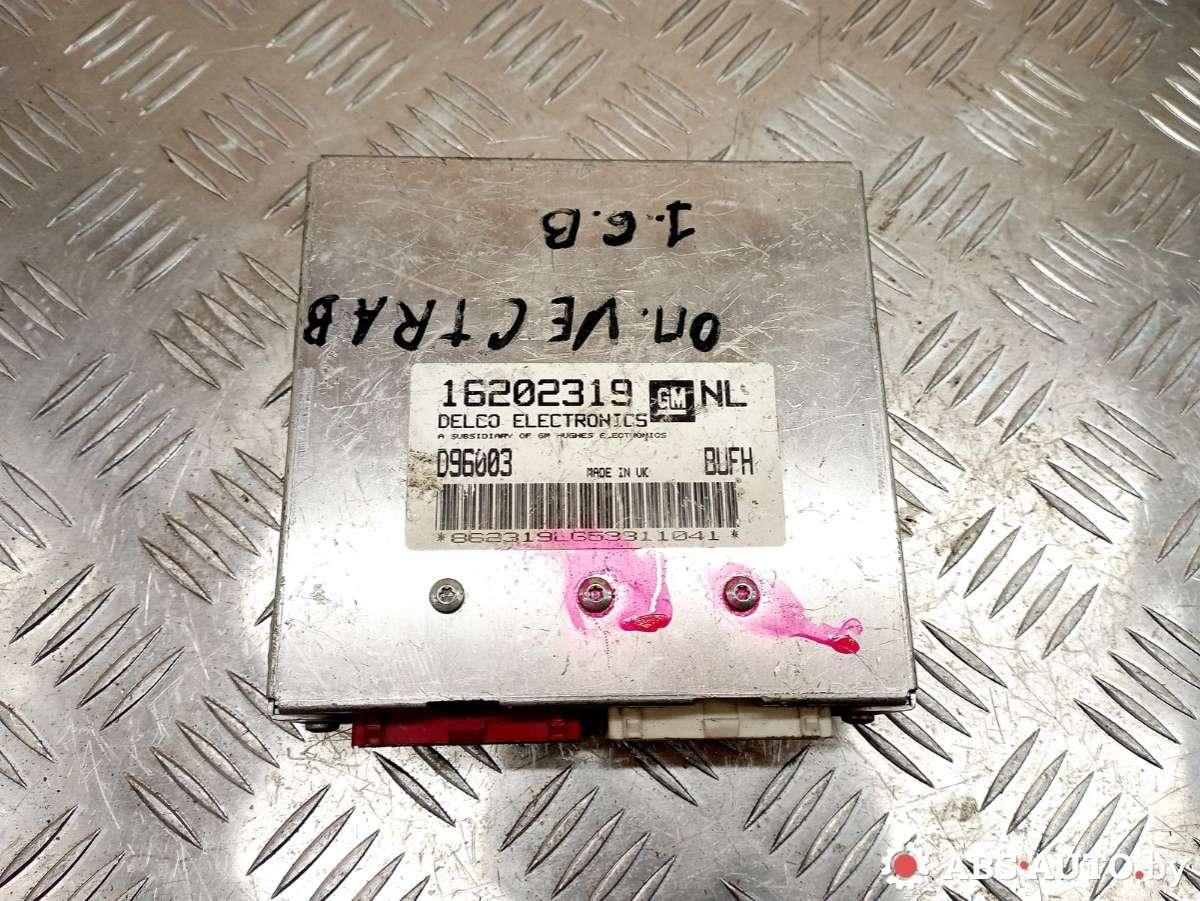 1.6.B
оп. VECTRA B
16202319 GM NL
DELCO ELECTRONICS
A SUBSIDIARY OF GM HUGHES ELECTRONICS
D96003 MADE IN UK BUFH
*862319LG53311041*
ABS-AUTO.by